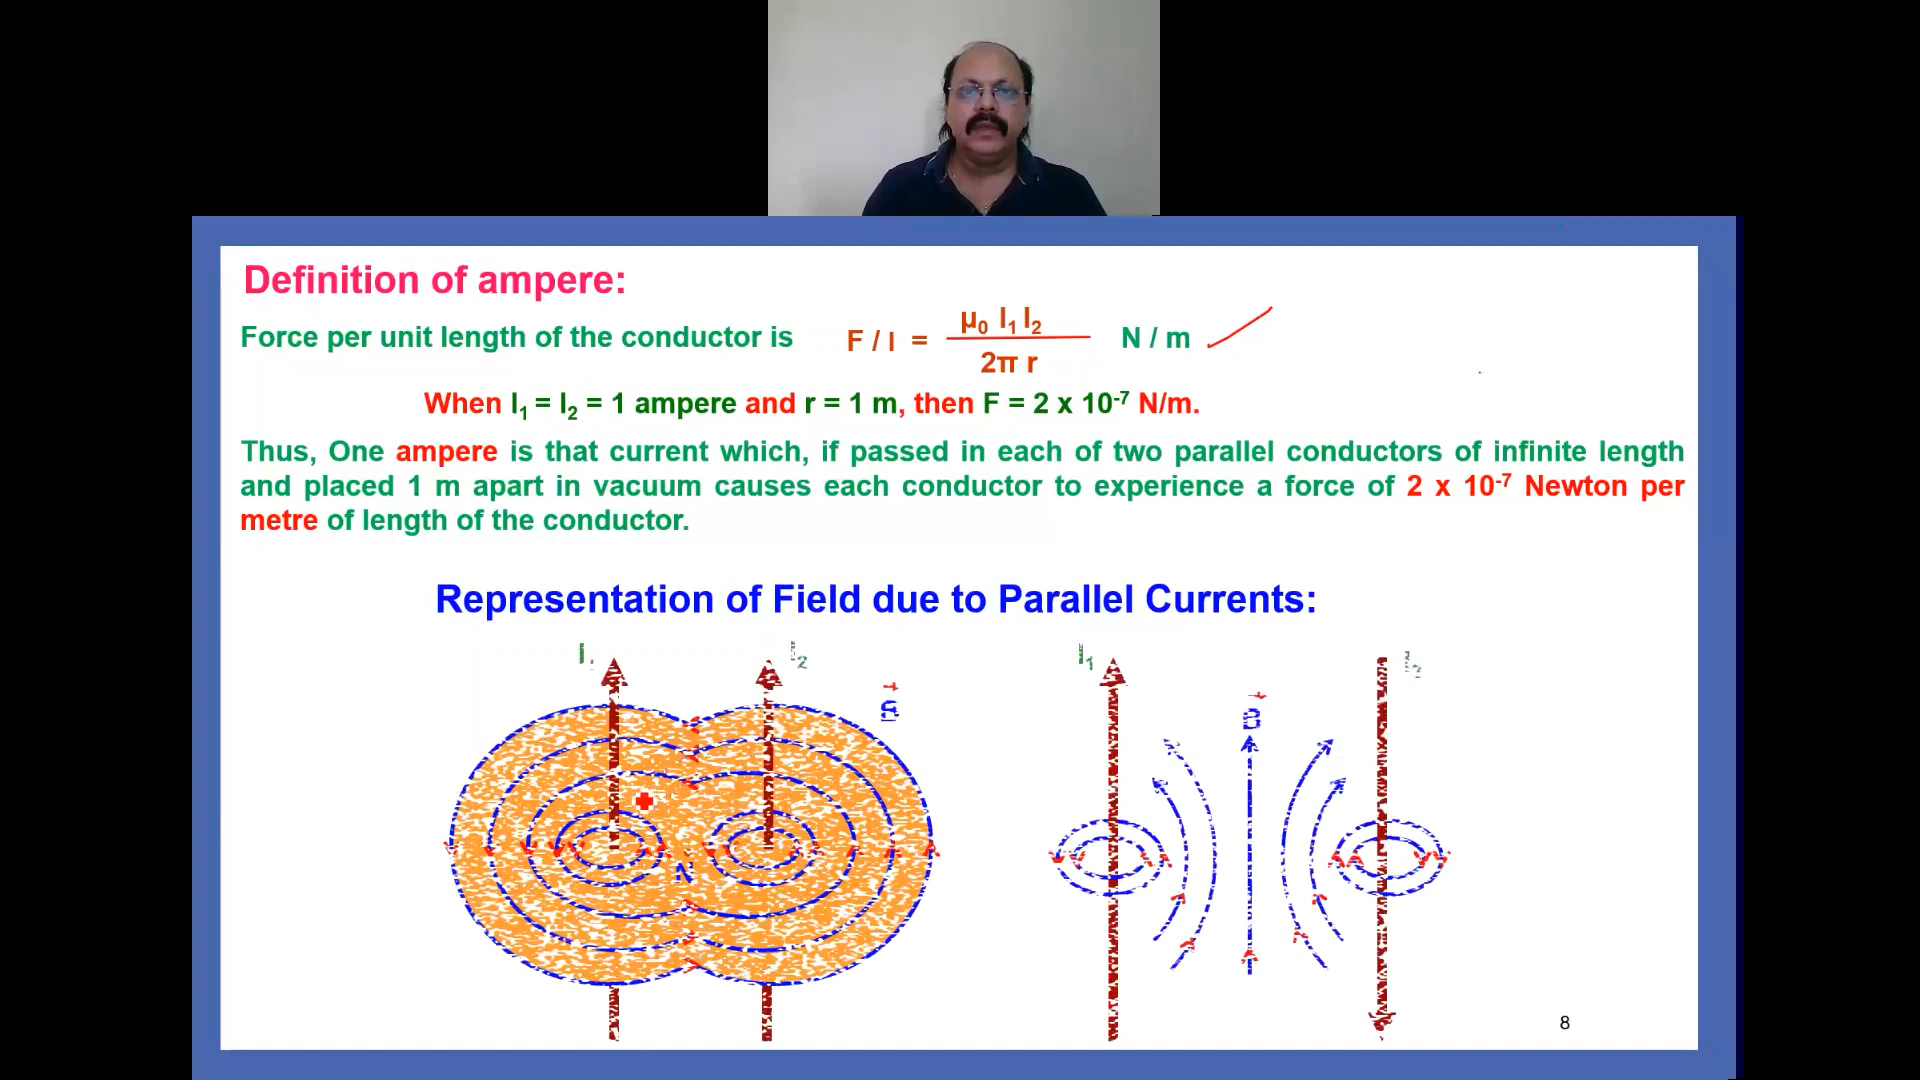 Definition of ampere:
Force per unit length of the conductor is F / l = μ₀ I₁ I₂ / 2π r N / m
When I₁ = I₂ = 1 ampere and r = 1 m, then F = 2 x 10⁻⁷ N/m.
Thus, One ampere is that current which, if passed in each of two parallel conductors of infinite length
and placed 1 m apart in vacuum causes each conductor to experience a force of 2 x 10⁻⁷ Newton per
metre of length of the conductor.
Representation of Field due to Parallel Currents:
I₁ I₂ I₁ I₂
B B
N
8